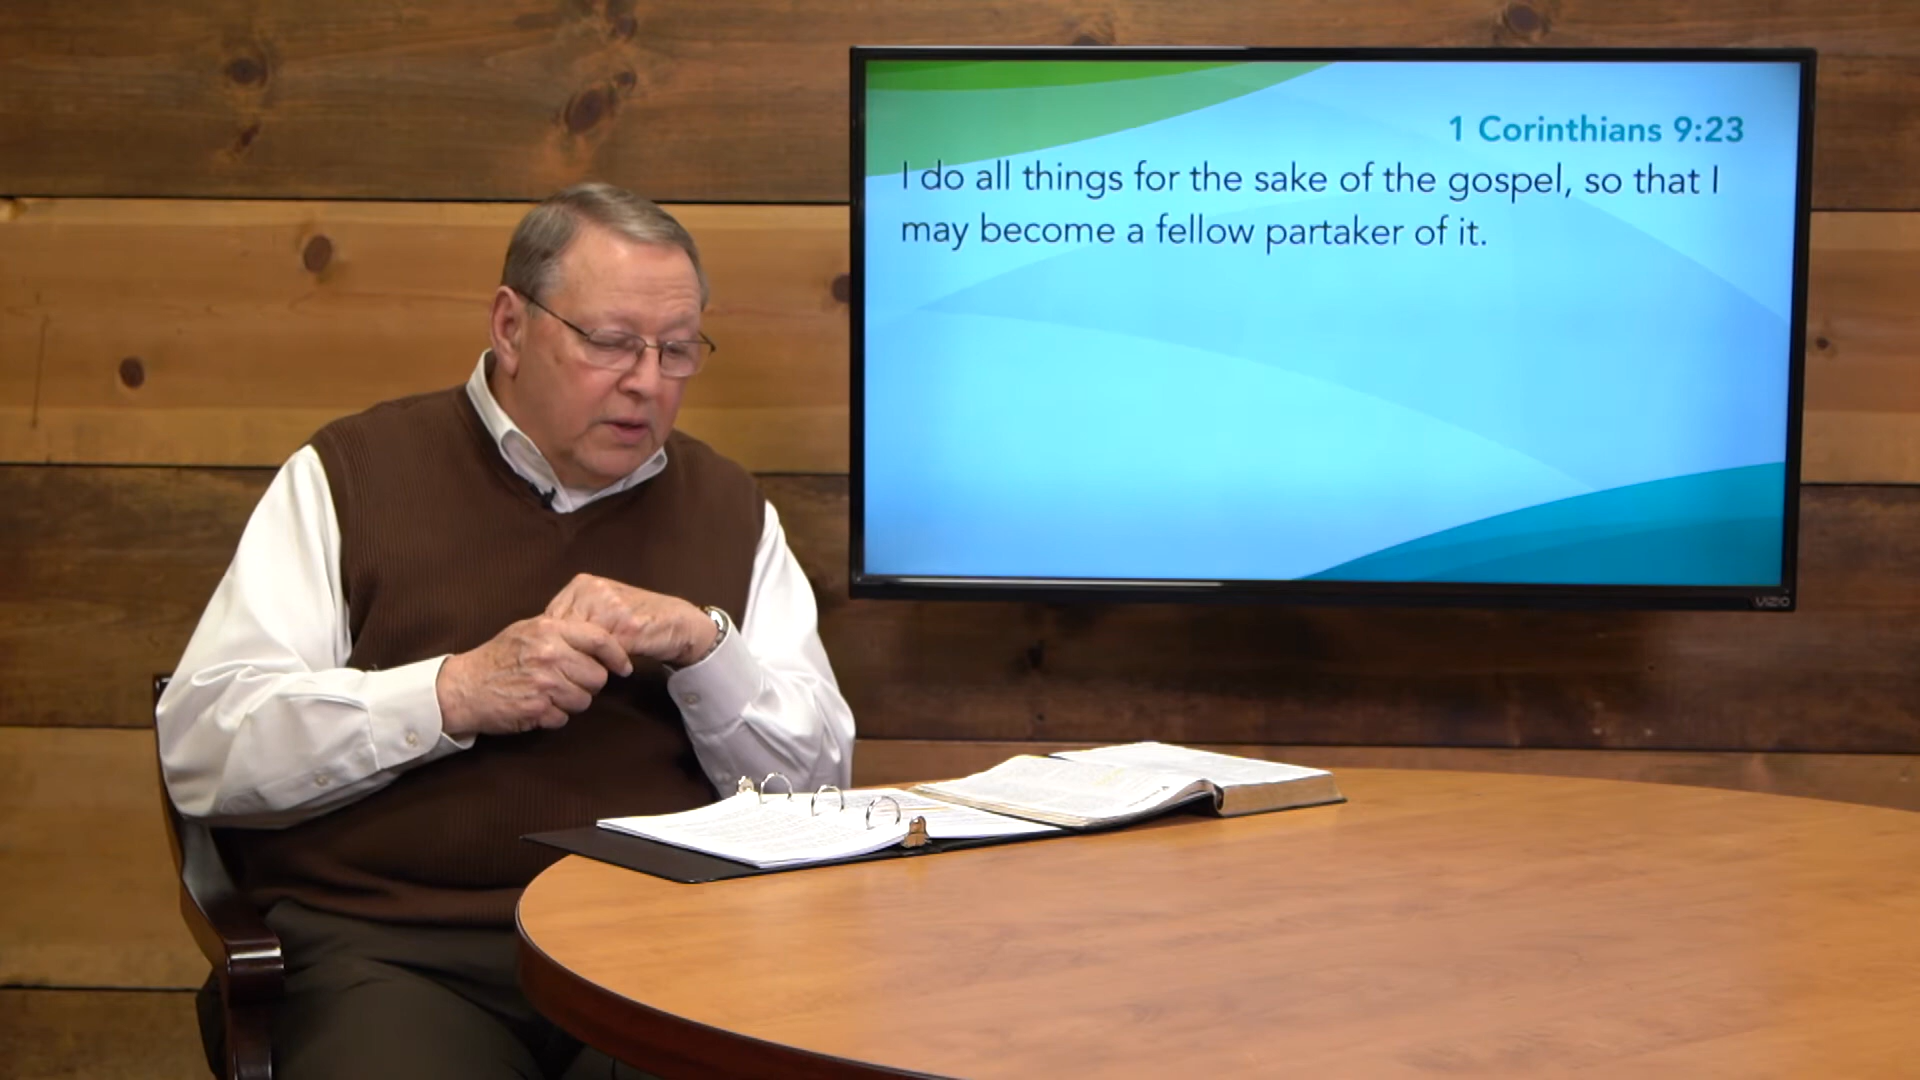 1 Corinthians 9:23
I do all things for the sake of the gospel, so that I
may become a fellow partaker of it.
VIZIO